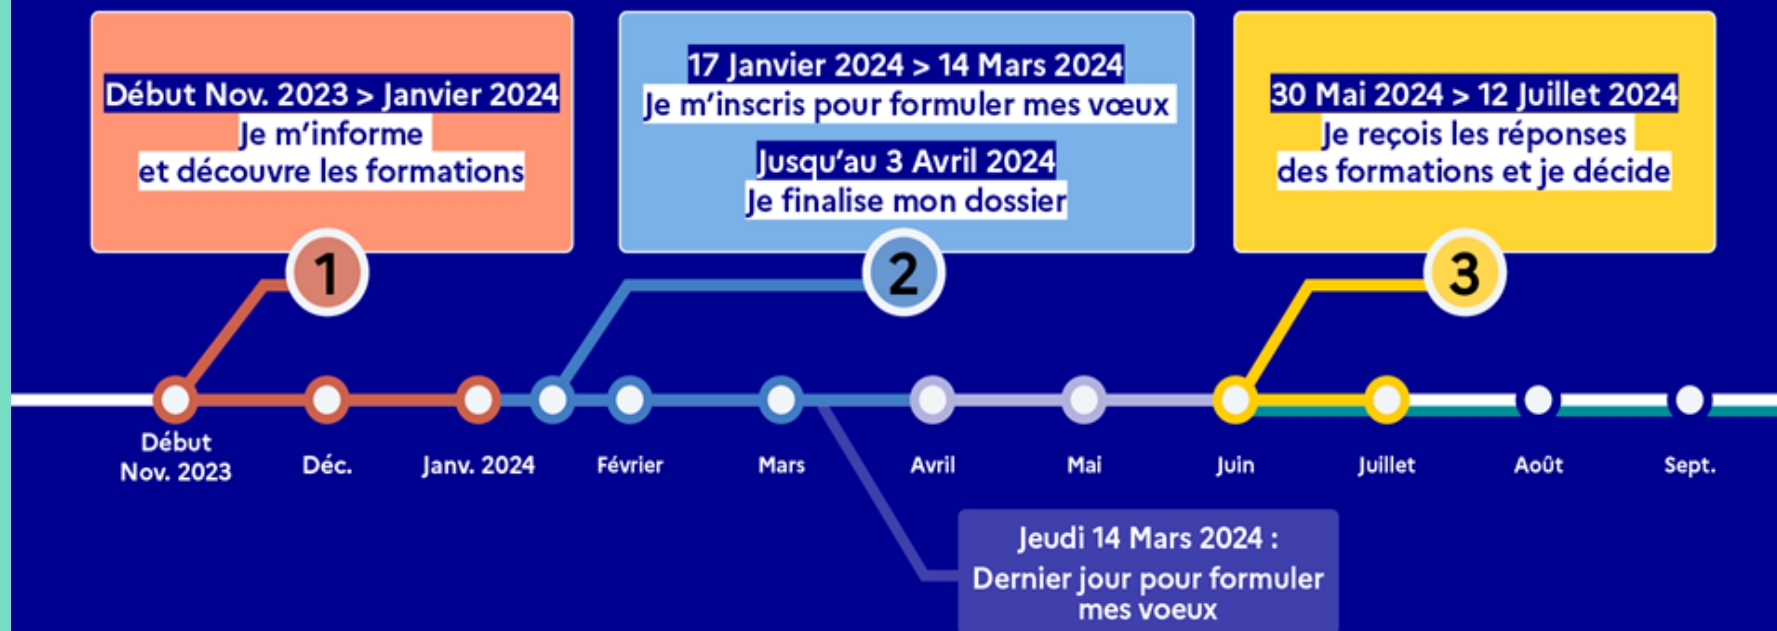 Début Nov. 2023 > Janvier 2024
Je m'informe
et découvre les formations
1
17 Janvier 2024 > 14 Mars 2024
Je m'inscris pour formuler mes vœux
Jusqu'au 3 Avril 2024
Je finalise mon dossier
2
30 Mai 2024 > 12 Juillet 2024
Je reçois les réponses
des formations et je décide
3
Début
Nov. 2023
Déc.
Janv. 2024
Février
Mars
Avril
Mai
Juin
Juillet
Août
Sept.
Jeudi 14 Mars 2024 :
Dernier jour pour formuler
mes voeux